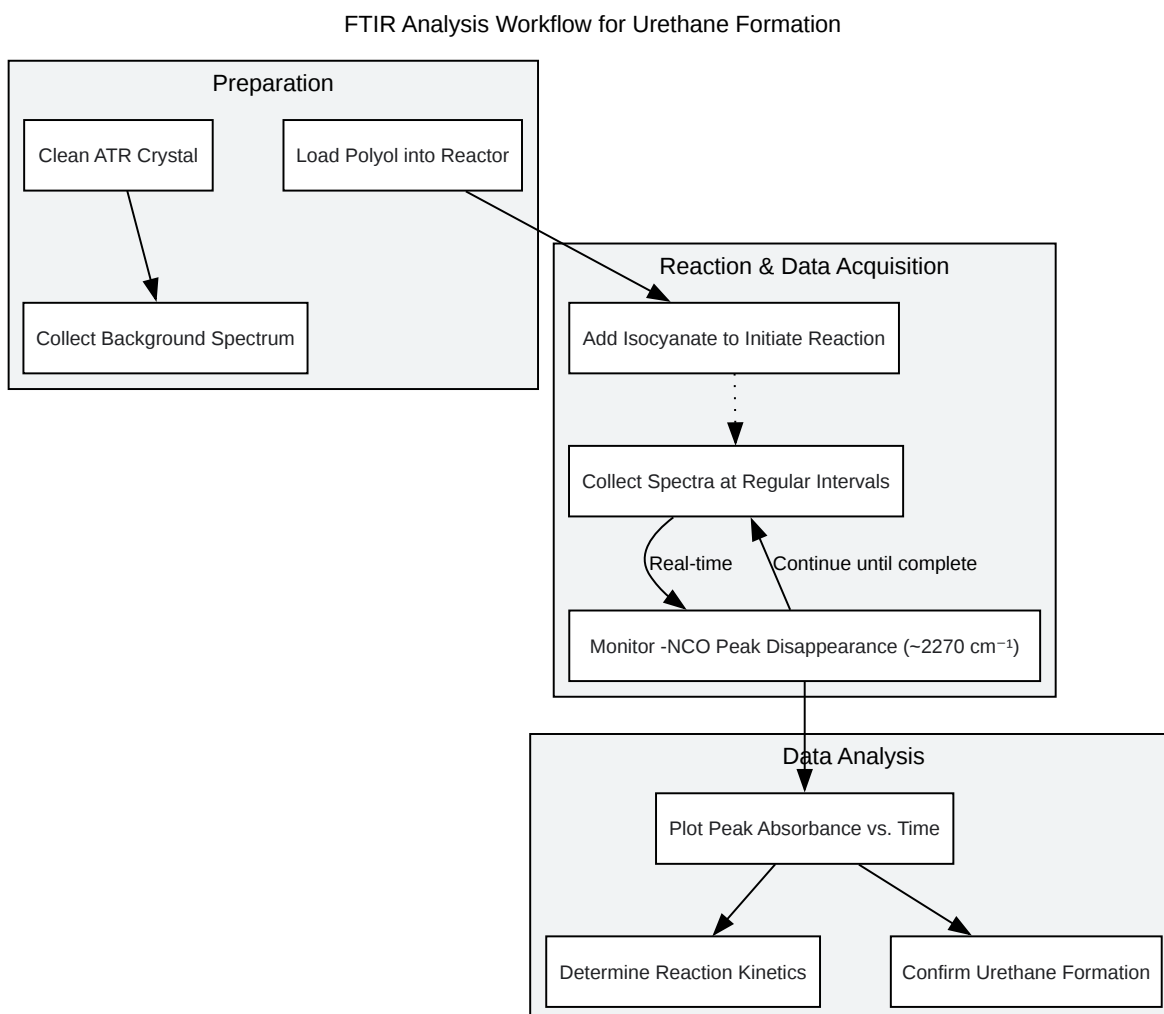 FTIR Analysis Workflow for Urethane Formation
Preparation
Clean ATR Crystal
Load Polyol into Reactor
Collect Background Spectrum
Reaction & Data Acquisition
Add Isocyanate to Initiate Reaction
Collect Spectra at Regular Intervals
Real-time
Continue until complete
Monitor -NCO Peak Disappearance (~2270 cm⁻¹)
Data Analysis
Plot Peak Absorbance vs. Time
Determine Reaction Kinetics
Confirm Urethane Formation